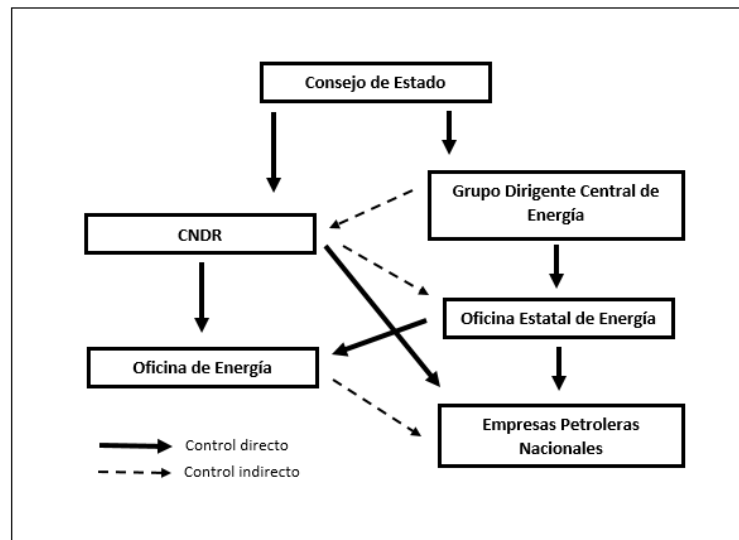 Consejo de Estado
Grupo Dirigente Central de
Energía
CNDR
Oficina Estatal de Energía
Oficina de Energía
Empresas Petroleras
Nacionales
Control directo
Control indirecto